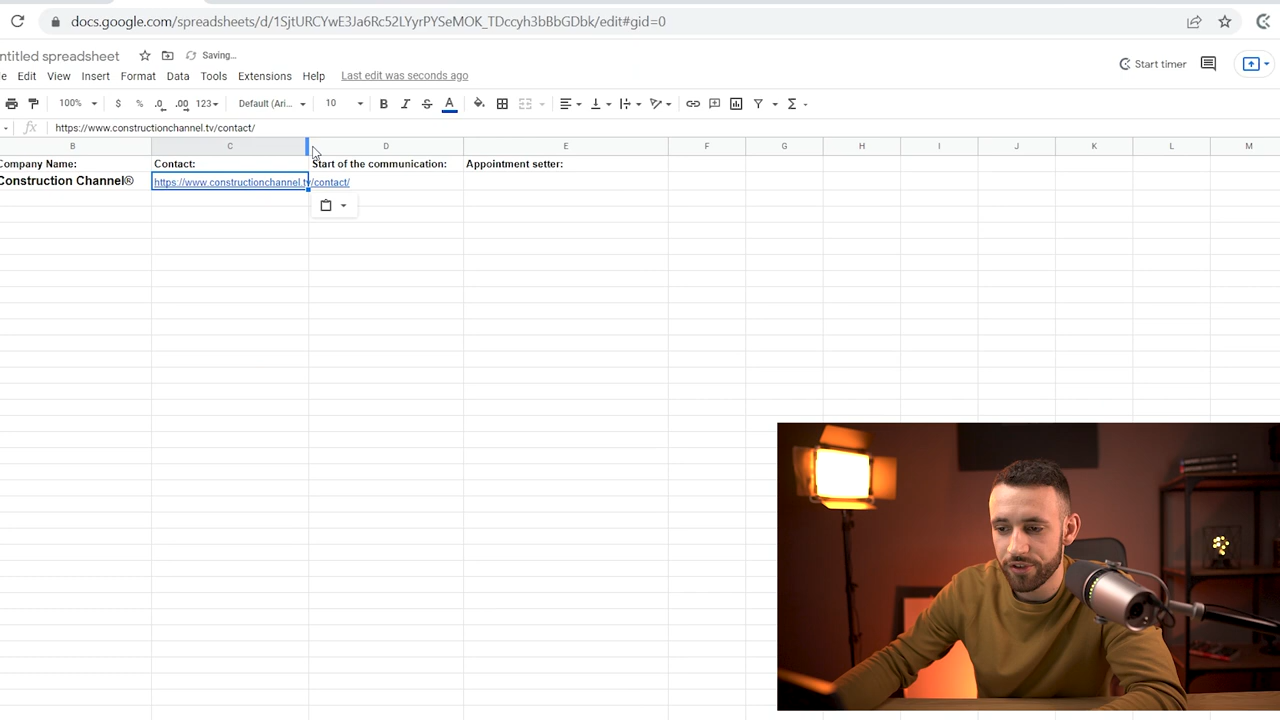 docs.google.com/spreadsheets/d/1SjtURCYwE3Ja6Rc52LYyrPYSeMOK_TDccyh3bBbGDbk/edit#gid=0
ntitled spreadsheet Saving…
e Edit View Insert Format Data Tools Extensions Help Last edit was seconds ago Start timer
100% $ % .0 .00 123 Default (Ari... 10 B I S A
fx https://www.constructionchannel.tv/contact/
B C D E F G H I J K L M
Company Name: Contact: Start of the communication: Appointment setter:
Construction Channel® https://www.constructionchannel.tv/contact/